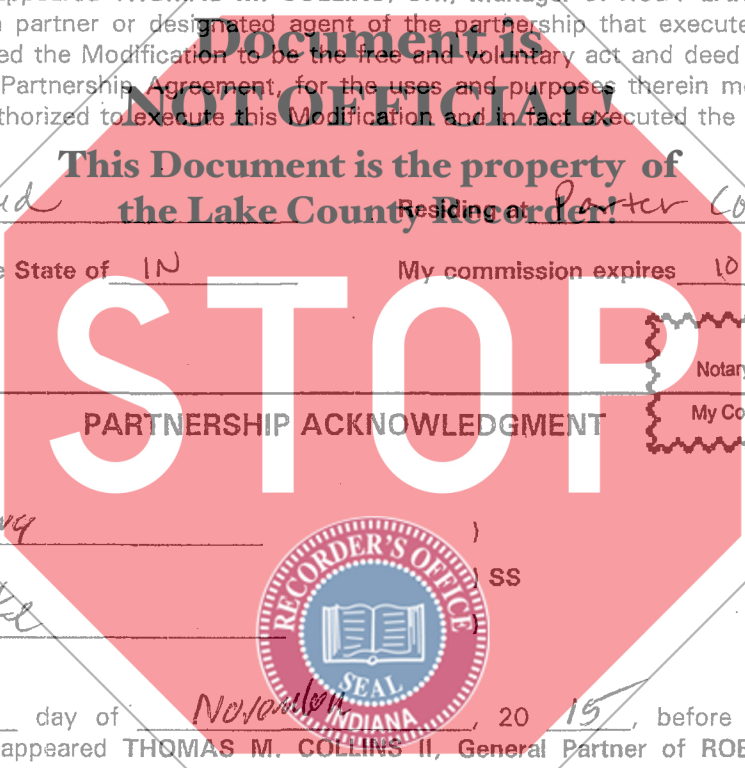 partner or designated agent of the partnership that execute
ed the Modification to be the free and voluntary act and deed
Partnership Agreement, for the uses and purposes therein m
thorized to execute this Modification and in fact executed the
Document is
NOT OFFICIAL!
This Document is the property of
the Lake County Recorder!
Residing at Porter Co
State of IN My commission expires 10
STOP
Notary
My Co
PARTNERSHIP ACKNOWLEDGMENT
)
) SS
)
RECORDER'S OFFICE
SEAL
INDIANA
day of November, 20 15, before
appeared THOMAS M. COLLINS II, General Partner of ROB